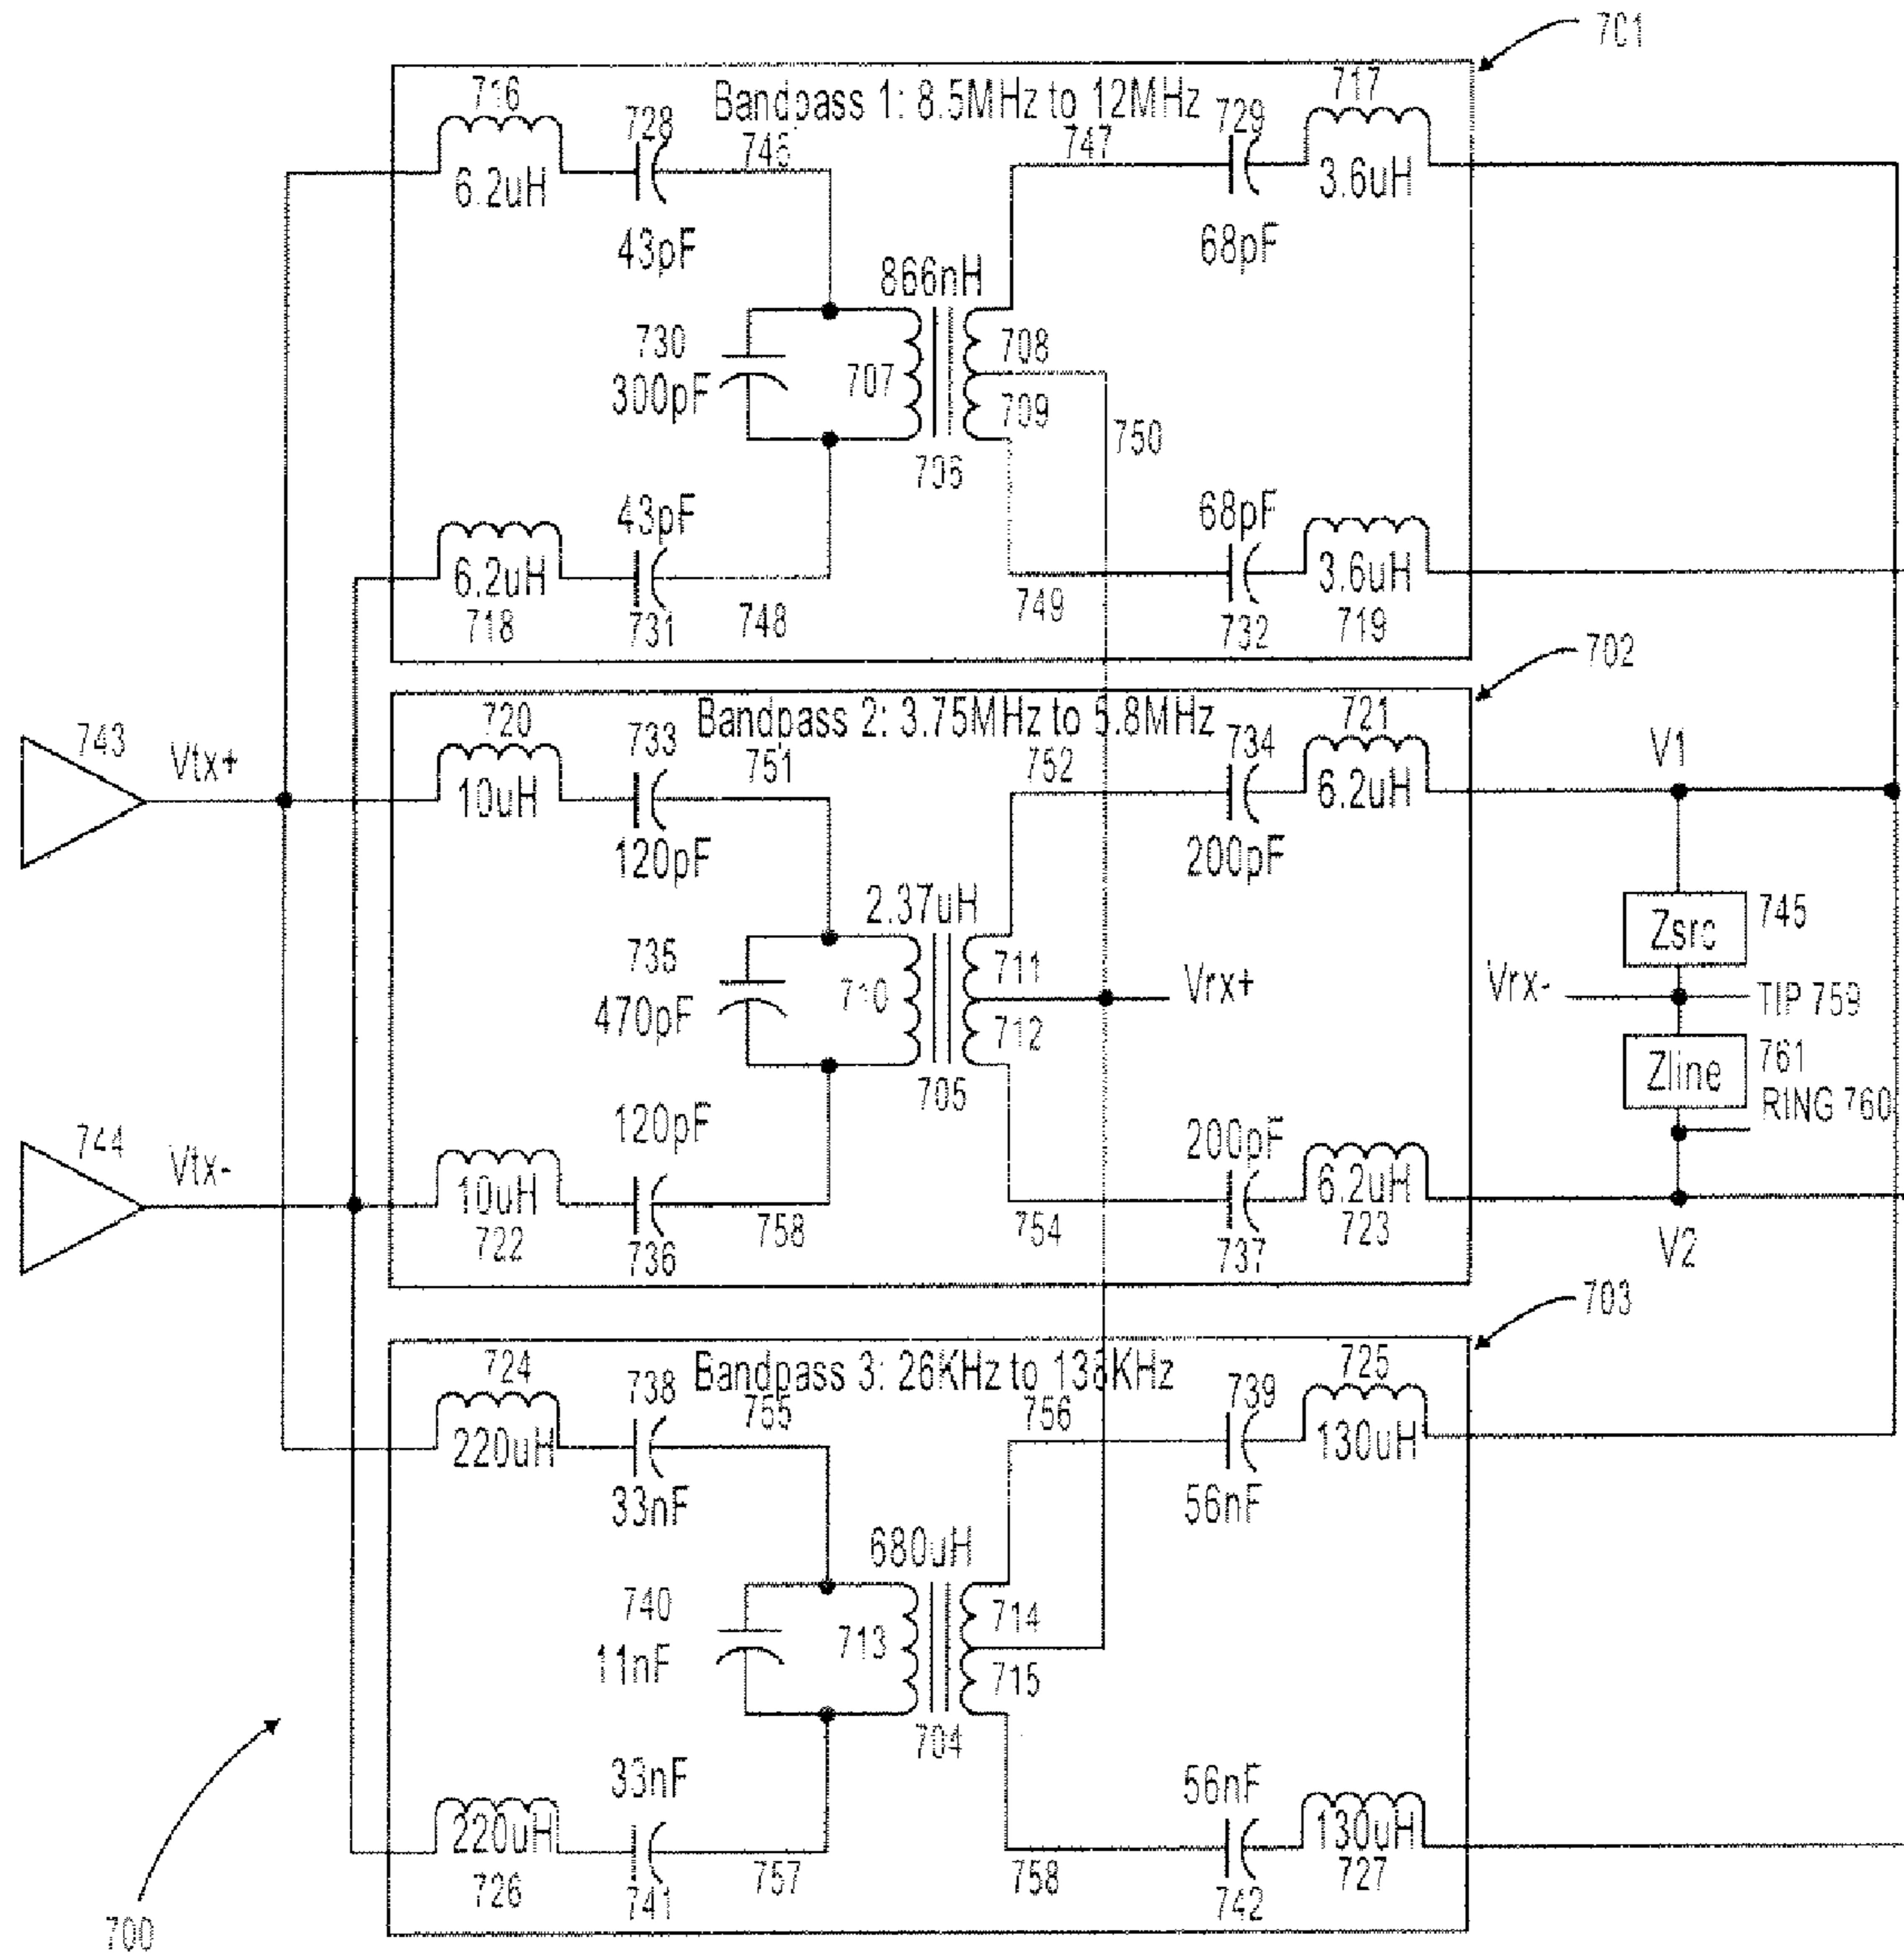 701
716
Bandpass 1: 8.5MHz to 12MHz
717
728
746
747
729
6.2uH
3.6uH
43pF
68pF
866nH
730
300pF
707
708
709
750
706
43pF
68pF
6.2uH
3.6uH
718
731
748
749
732
719
702
720
Bandpass 2: 3.75MHz to 5.8MHz
721
743
Vtx+
733
751
752
734
V1
10uH
6.2uH
120pF
200pF
2.37uH
Zsrc
745
735
470pF
710
711
712
Vrx+
Vrx-
TIP 759
705
Zline
761
RING 760
744
Vtx-
120pF
200pF
10uH
6.2uH
722
736
758
754
737
723
V2
703
724
Bandpass 3: 26KHz to 138KHz
725
738
755
756
739
220uH
130uH
33nF
56nF
680uH
740
11nF
713
714
715
704
33nF
56nF
220uH
130uH
726
741
757
758
742
727
700